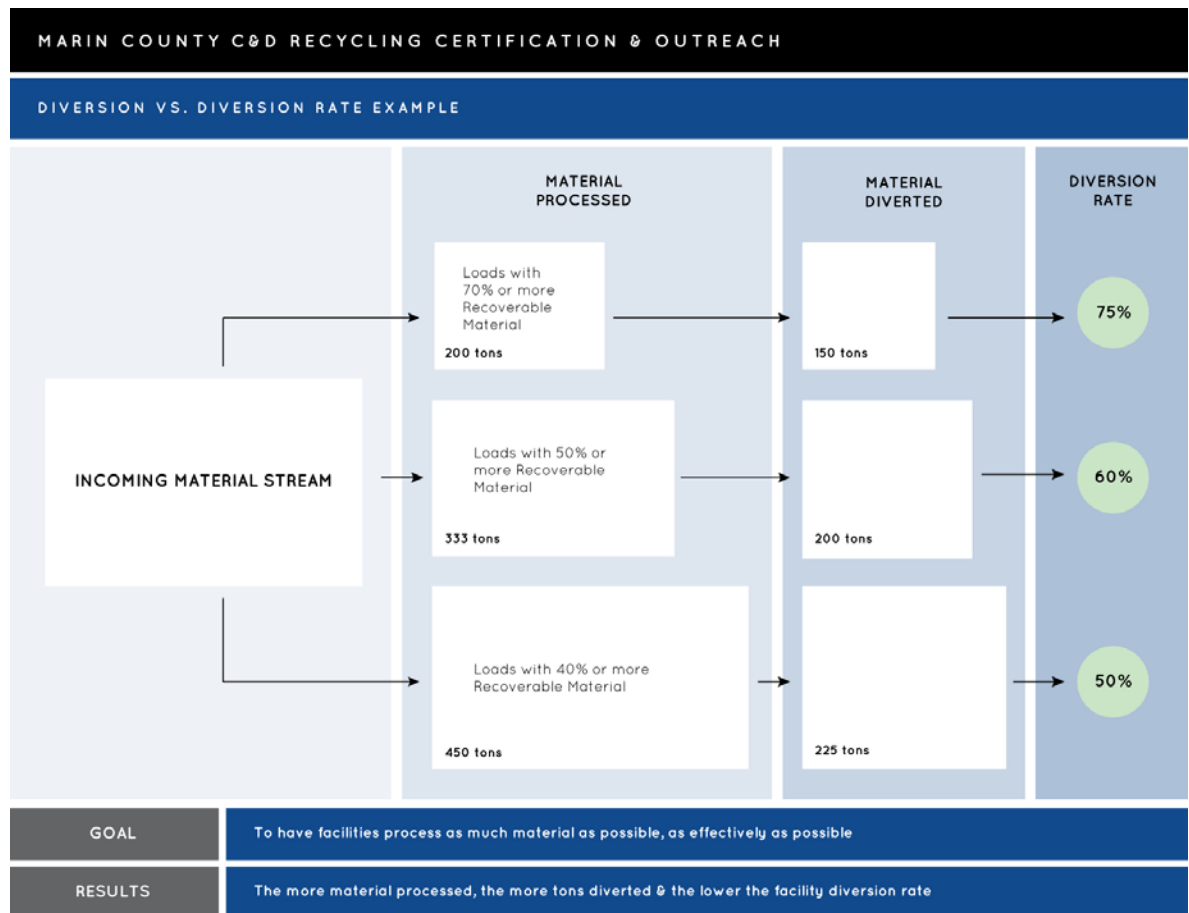 MARIN COUNTY C&D RECYCLING CERTIFICATION & OUTREACH
DIVERSION VS. DIVERSION RATE EXAMPLE
MATERIAL
PROCESSED
MATERIAL
DIVERTED
DIVERSION
RATE
INCOMING MATERIAL STREAM
Loads with
70% or more
Recoverable
Material
200 tons
150 tons
75%
Loads with 50% or
more Recoverable
Material
333 tons
200 tons
60%
Loads with 40% or more
Recoverable Material
450 tons
225 tons
50%
GOAL
To have facilities process as much material as possible, as effectively as possible
RESULTS
The more material processed, the more tons diverted & the lower the facility diversion rate